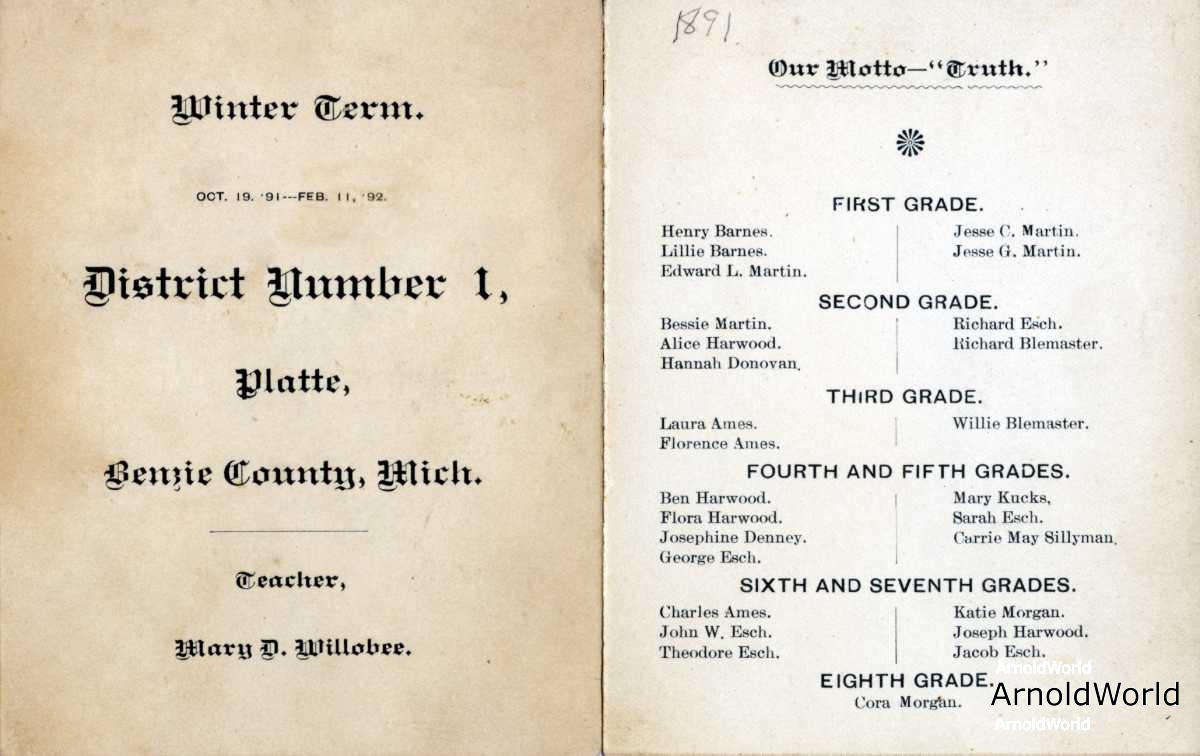 Winter Term.
OCT. 19. '91---FEB. 11, '92.
District Number 1,
Platte,
Benzie County, Mich.
Teacher,
Mary D. Willobee.
1891
Our Motto—"Truth."
FIRST GRADE.
Henry Barnes. Jesse C. Martin.
Lillie Barnes. Jesse G. Martin.
Edward L. Martin.
SECOND GRADE.
Bessie Martin. Richard Esch.
Alice Harwood. Richard Blemaster.
Hannah Donovan.
THIRD GRADE.
Laura Ames. Willie Blemaster.
Florence Ames.
FOURTH AND FIFTH GRADES.
Ben Harwood. Mary Kucks,
Flora Harwood. Sarah Esch.
Josephine Denney. Carrie May Sillyman.
George Esch.
SIXTH AND SEVENTH GRADES.
Charles Ames. Katie Morgan.
John W. Esch. Joseph Harwood.
Theodore Esch. Jacob Esch.
EIGHTH GRADE.
Cora Morgan.
ArnoldWorld
ArnoldWorld
ArnoldWorld